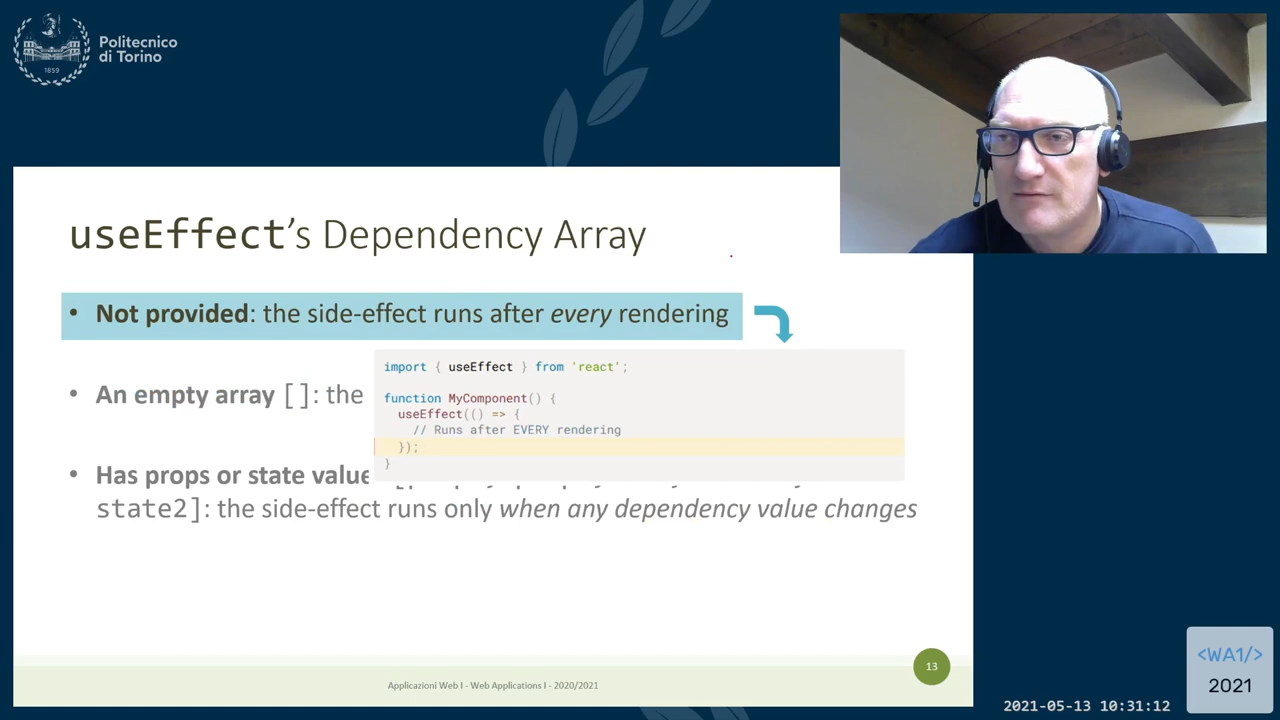 Politecnico
di Torino
1859
useEffect’s Dependency Array
• Not provided: the side-effect runs after every rendering
• An empty array []: the
import { useEffect } from 'react';
function MyComponent() {
useEffect(() => {
// Runs after EVERY rendering
});
}
• Has props or state value
state2]: the side-effect runs only when any dependency value changes
Applicazioni Web I - Web Applications I - 2020/2021
13
<WA1/>
2021
2021-05-13 10:31:12